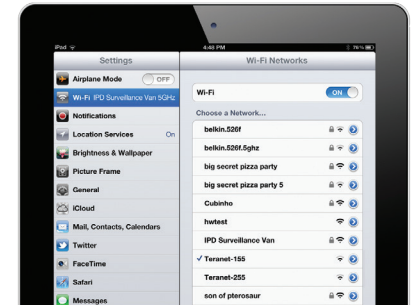 iPad 4:48 PM 76%
Settings
Wi-Fi Networks
Airplane Mode OFF
Wi-Fi IPD Surveillance Van 5GHz
Notifications
Location Services On
Brightness & Wallpaper
Picture Frame
General
iCloud
Mail, Contacts, Calendars
Twitter
FaceTime
Safari
Messages
Wi-Fi ON
Choose a Network...
belkin.526f
belkin.526f.5ghz
big secret pizza party
big secret pizza party 5
Cubinho
hwtest
IPD Surveillance Van
Teranet-155
Teranet-255
son of pterosaur